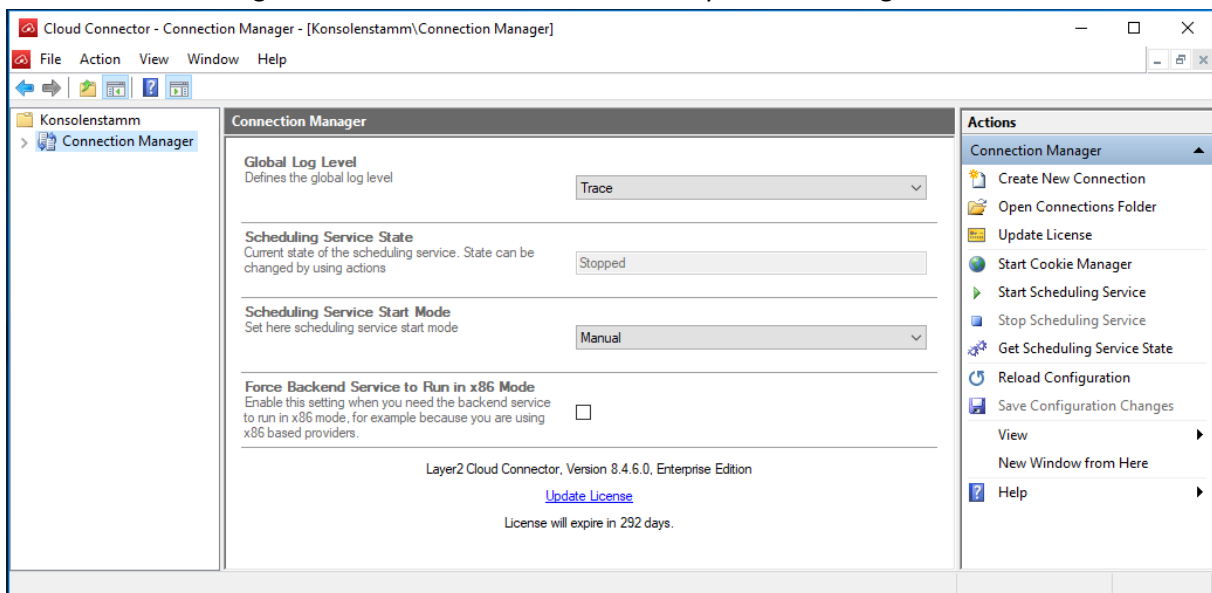 Cloud Connector - Connection Manager - [Konsolenstamm\Connection Manager]
File Action View Window Help
Konsolenstamm
Connection Manager
Connection Manager
Global Log Level
Defines the global log level
Trace
Scheduling Service State
Current state of the scheduling service. State can be
changed by using actions
Stopped
Scheduling Service Start Mode
Set here scheduling service start mode
Manual
Force Backend Service to Run in x86 Mode
Enable this setting when you need the backend service
to run in x86 mode, for example because you are using
x86 based providers.
Layer2 Cloud Connector, Version 8.4.6.0, Enterprise Edition
Update License
License will expire in 292 days.
Actions
Connection Manager
Create New Connection
Open Connections Folder
Update License
Start Cookie Manager
Start Scheduling Service
Stop Scheduling Service
Get Scheduling Service State
Reload Configuration
Save Configuration Changes
View
New Window from Here
Help